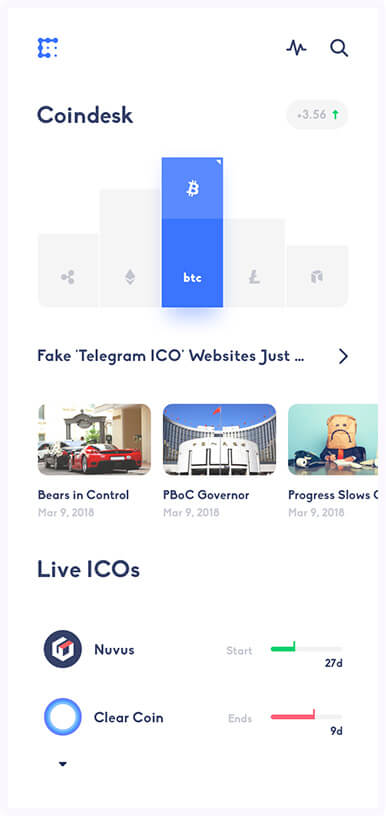 Coindesk
+3.56 ↑
btc
Fake 'Telegram ICO' Websites Just ...
Bears in Control
PBoC Governor
Progress Slows
Mar 9, 2018
Mar 9, 2018
Mar 9, 2018
Live ICOs
Nuvus
Start
27d
Clear Coin
Ends
9d